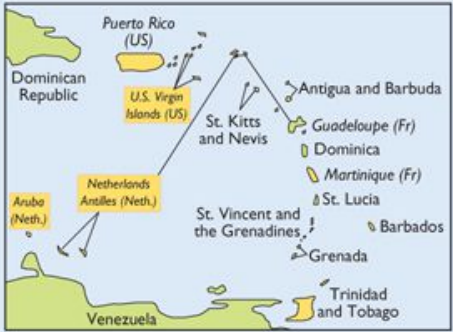 Puerto Rico
(US)
Dominican
Republic
U.S. Virgin
Islands (US)
St. Kitts
and Nevis
Antigua and Barbuda
Guadeloupe (Fr)
Dominica
Martinique (Fr)
Netherlands
Antilles (Neth.)
Aruba
(Neth.)
St. Lucia
St. Vincent and
the Grenadines
Barbados
Grenada
Trinidad
and Tobago
Venezuela